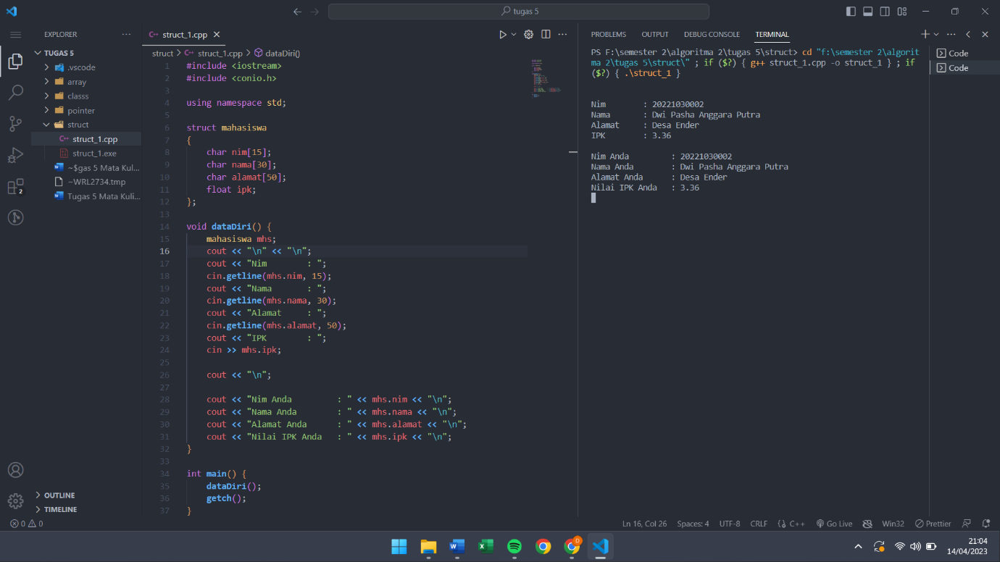 tugas 5
EXPLORER
TUGAS 5
.vscode
array
classs
pointer
struct
struct_1.cpp
struct_1.exe
~$gas 5 Mata Kul...
~WRL2734.tmp
Tugas 5 Mata Kuli...
OUTLINE
TIMELINE
2
struct_1.cpp
struct > struct_1.cpp > dataDiri()
1 #include <iostream>
2 #include <conio.h>
3
4 using namespace std;
5
6 struct mahasiswa
7 {
8     char nim[15];
9     char nama[30];
10     char alamat[50];
11     float ipk;
12 };
13
14 void dataDiri() {
15     mahasiswa mhs;
16     cout << "\n" << "\n";
17     cout << "Nim        : ";
18     cin.getline(mhs.nim, 15);
19     cout << "Nama       : ";
20     cin.getline(mhs.nama, 30);
21     cout << "Alamat     : ";
22     cin.getline(mhs.alamat, 50);
23     cout << "IPK        : ";
24     cin >> mhs.ipk;
25
26     cout << "\n";
27
28     cout << "Nim Anda         : " << mhs.nim << "\n";
29     cout << "Nama Anda        : " << mhs.nama << "\n";
30     cout << "Alamat Anda      : " << mhs.alamat << "\n";
31     cout << "Nilai IPK Anda   : " << mhs.ipk << "\n";
32 }
33
34 int main() {
35     dataDiri();
36     getch();
37 }
PROBLEMS OUTPUT DEBUG CONSOLE TERMINAL
PS F:\semester 2\algoritma 2\tugas 5\struct> cd "f:\semester 2\algorit
ma 2\tugas 5\struct\" ; if ($?) { g++ struct_1.cpp -o struct_1 } ; if
($?) { .\struct_1 }
Nim        : 20221030002
Nama       : Dwi Pasha Anggara Putra
Alamat     : Desa Ender
IPK        : 3.36
Nim Anda         : 20221030002
Nama Anda        : Dwi Pasha Anggara Putra
Alamat Anda      : Desa Ender
Nilai IPK Anda   : 3.36
Code
Code
0 0
Ln 16, Col 26 Spaces: 4 UTF-8 CRLF {} C++ Go Live Win32 Prettier
D
21:04
14/04/2023